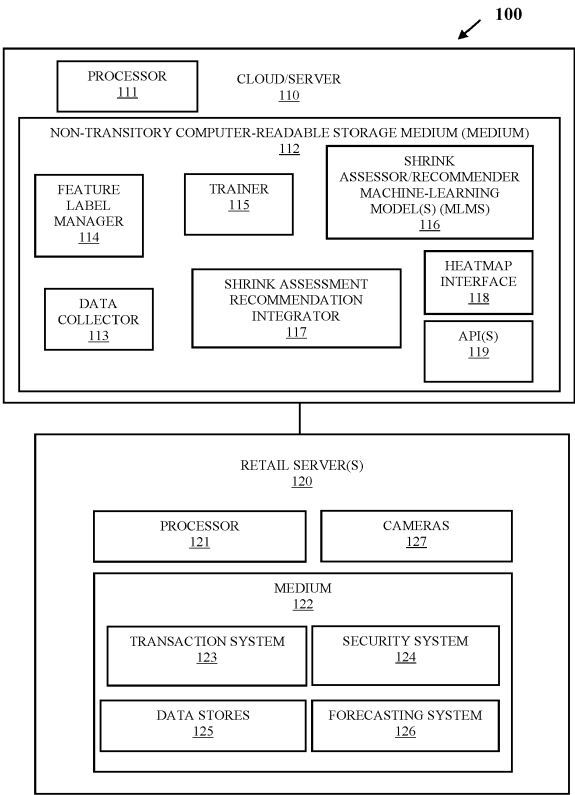 100
PROCESSOR
111
CLOUD/SERVER
110
NON-TRANSITORY COMPUTER-READABLE STORAGE MEDIUM (MEDIUM)
112
FEATURE
LABEL
MANAGER
114
TRAINER
115
SHRINK
ASSESSOR/RECOMMENDER
MACHINE-LEARNING
MODEL(S) (MLMS)
116
DATA
COLLECTOR
113
SHRINK ASSESSMENT
RECOMMENDATION
INTEGRATOR
117
HEATMAP
INTERFACE
118
API(S)
119
RETAIL SERVER(S)
120
PROCESSOR
121
CAMERAS
127
MEDIUM
122
TRANSACTION SYSTEM
123
SECURITY SYSTEM
124
DATA STORES
125
FORECASTING SYSTEM
126